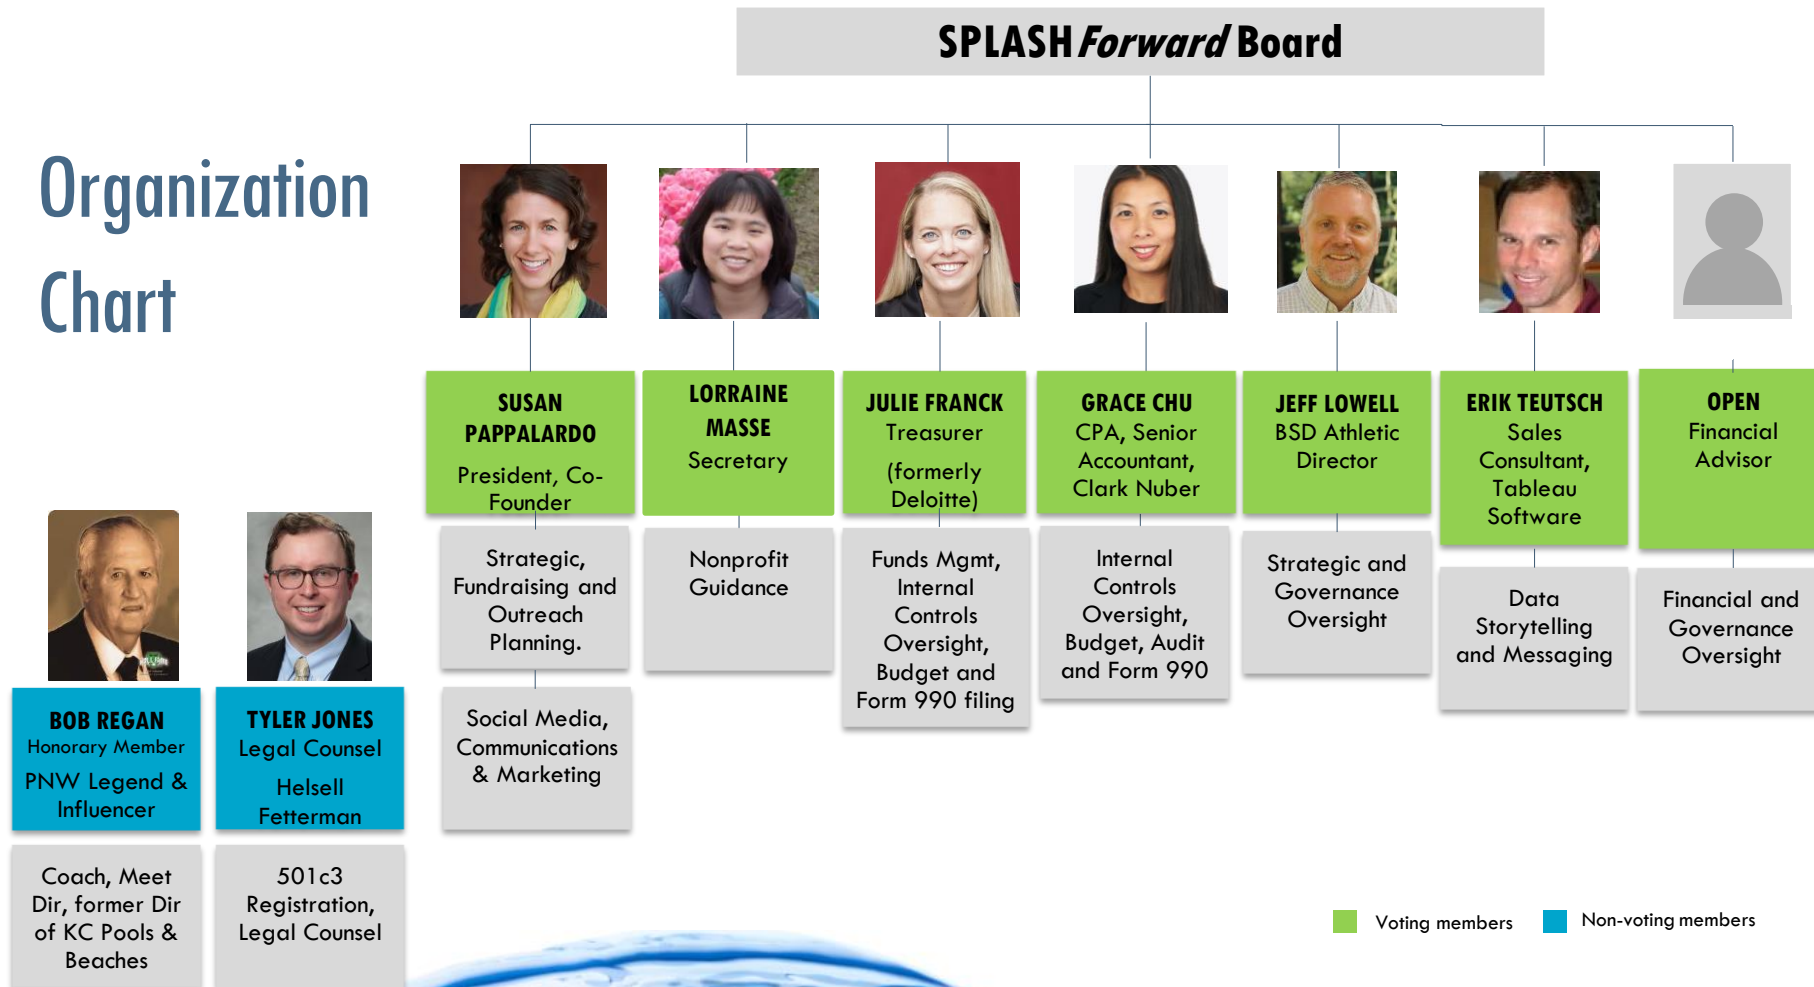 SPLASHForward Board
Organization
Chart
SUSAN
PAPPALARDO
President, Co-
Founder
Strategic,
Fundraising and
Outreach
Planning.
Social Media,
Communications
& Marketing
LORRAINE
MASSE
Secretary
Nonprofit
Guidance
JULIE FRANCK
Treasurer
(formerly
Deloitte)
Funds Mgmt,
Internal
Controls
Oversight,
Budget and
Form 990 filing
GRACE CHU
CPA, Senior
Accountant,
Clark Nuber
Internal
Controls
Oversight,
Budget, Audit
and Form 990
JEFF LOWELL
BSD Athletic
Director
Strategic and
Governance
Oversight
ERIK TEUTSCH
Sales
Consultant,
Tableau
Software
Data
Storytelling
and Messaging
OPEN
Financial
Advisor
Financial and
Governance
Oversight
BOB REGAN
Honorary Member
PNW Legend &
Influencer
Coach, Meet
Dir, former Dir
of KC Pools &
Beaches
TYLER JONES
Legal Counsel
Helsell
Fetterman
501c3
Registration,
Legal Counsel
Voting members
Non-voting members